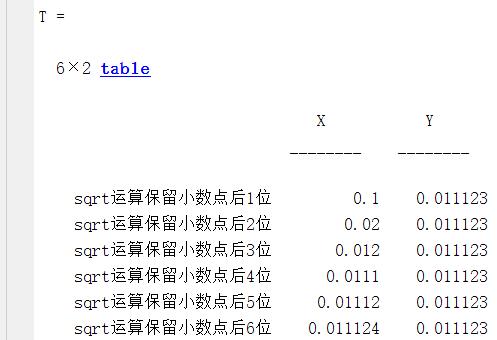 T =
6×2 table
X Y
________ ________
sqrt运算保留小数点后1位 0.1 0.011123
sqrt运算保留小数点后2位 0.02 0.011123
sqrt运算保留小数点后3位 0.012 0.011123
sqrt运算保留小数点后4位 0.0111 0.011123
sqrt运算保留小数点后5位 0.01112 0.011123
sqrt运算保留小数点后6位 0.011124 0.011123